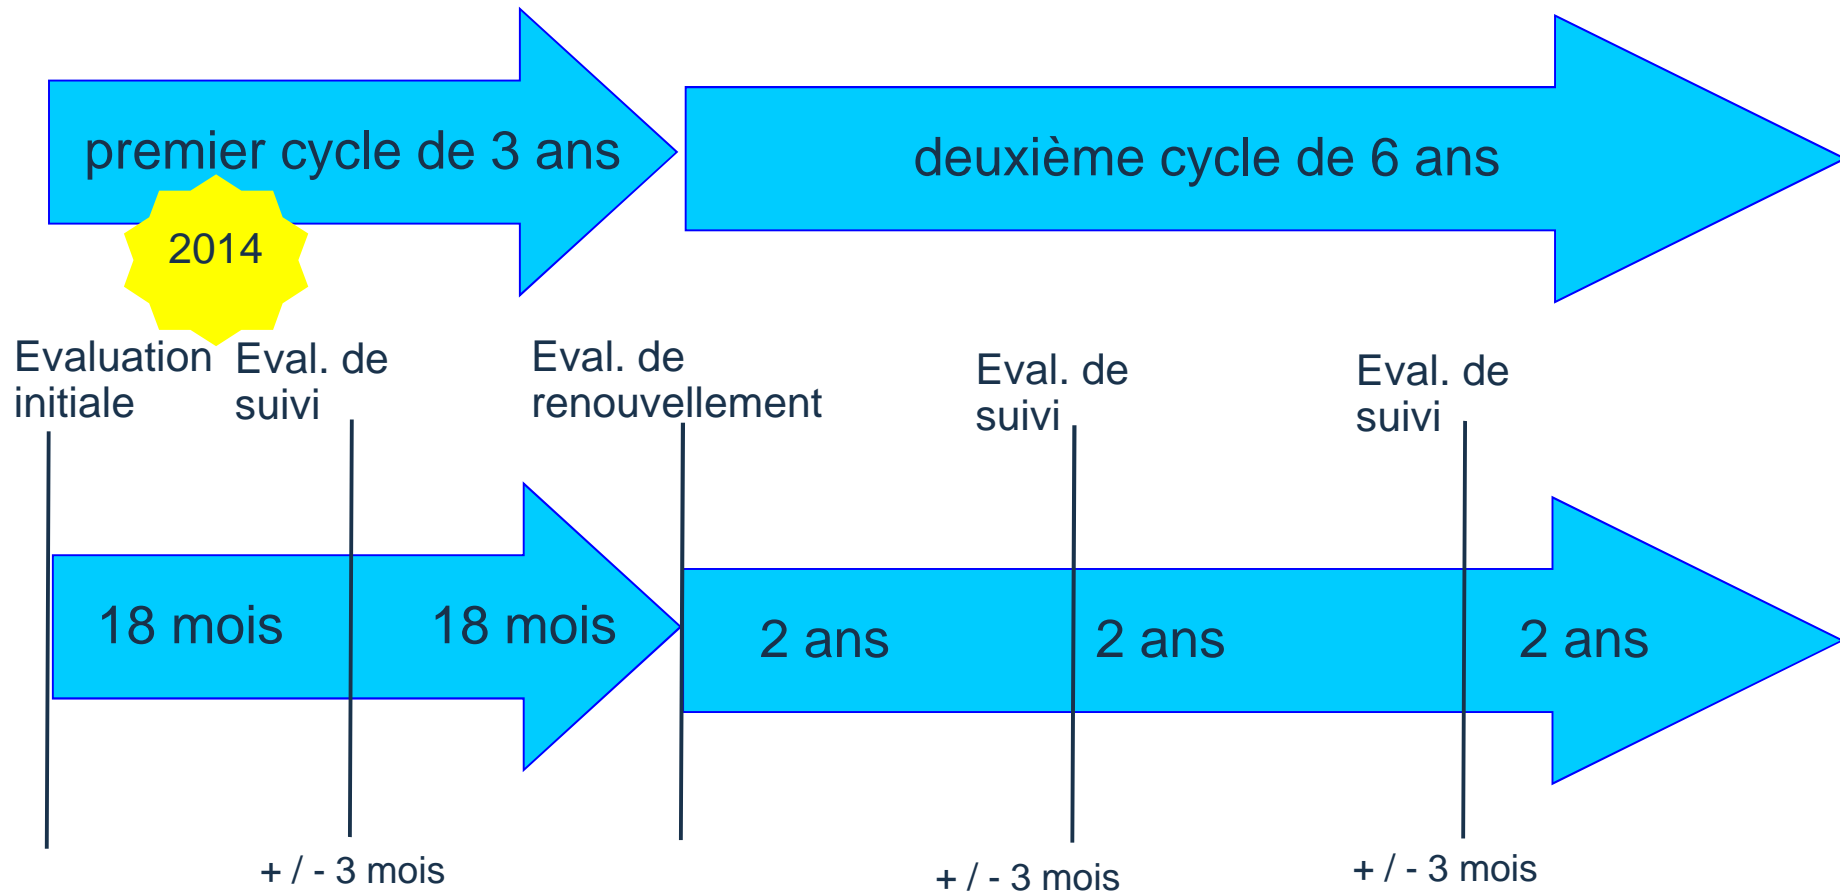 premier cycle de 3 ans
deuxième cycle de 6 ans
2014
Evaluation
initiale
Eval. de
suivi
Eval. de
renouvellement
Eval. de
suivi
Eval. de
suivi
18 mois
18 mois
2 ans
2 ans
2 ans
+ / - 3 mois
+ / - 3 mois
+ / - 3 mois